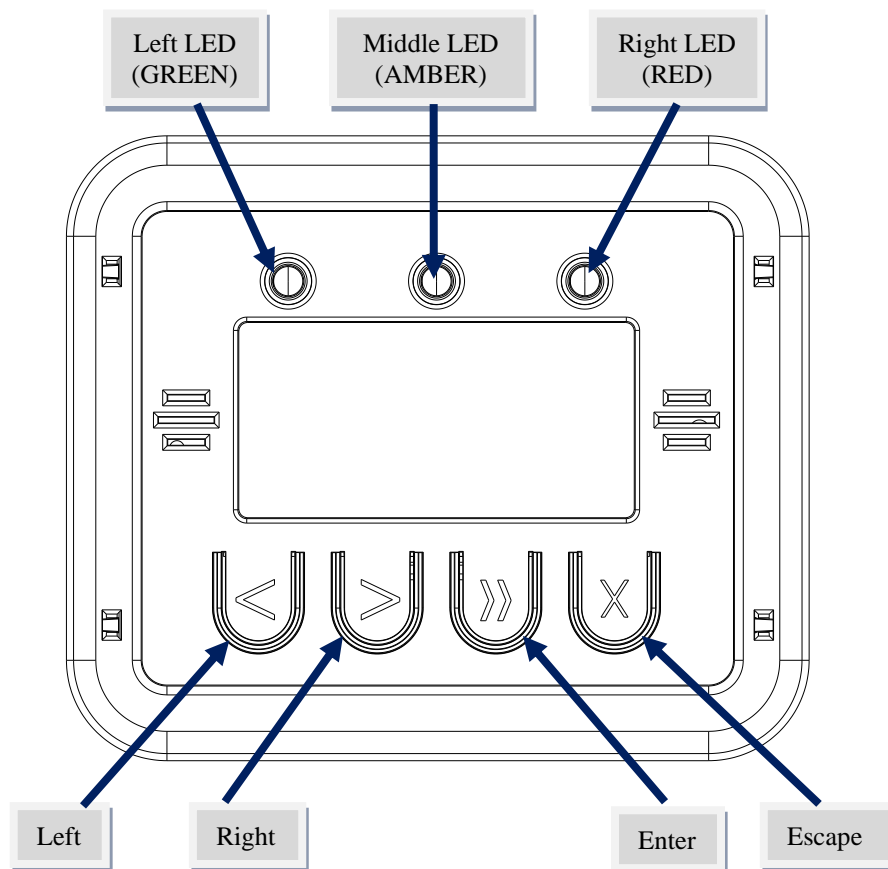 Left LED
(GREEN)
Middle LED
(AMBER)
Right LED
(RED)
< > » X
Left
Right
Enter
Escape